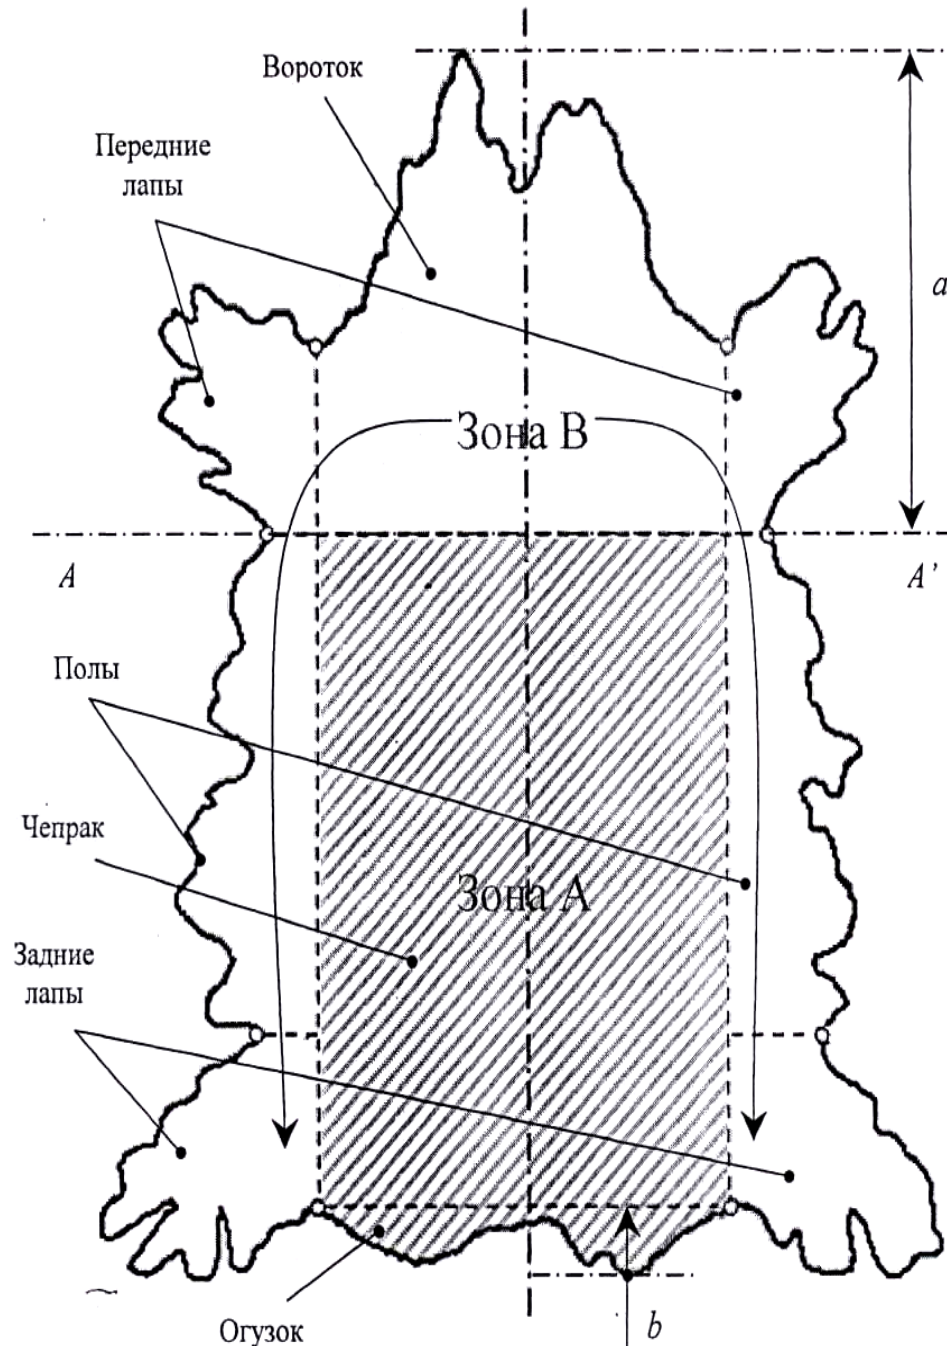 Вороток
Передние
лапы
a
Зона В
A
A’
Полы
Чепрак
Зона А
Задние
лапы
Огузок
b